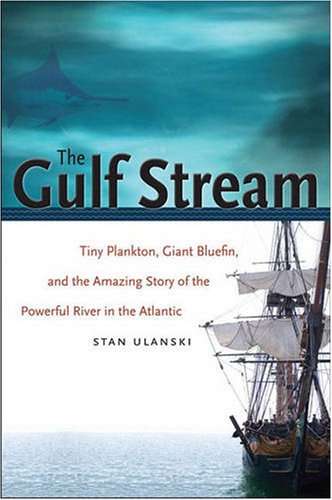 The
Gulf Stream
Tiny Plankton, Giant Bluefin,
and the Amazing Story of the
Powerful River in the Atlantic
STAN ULANSKI